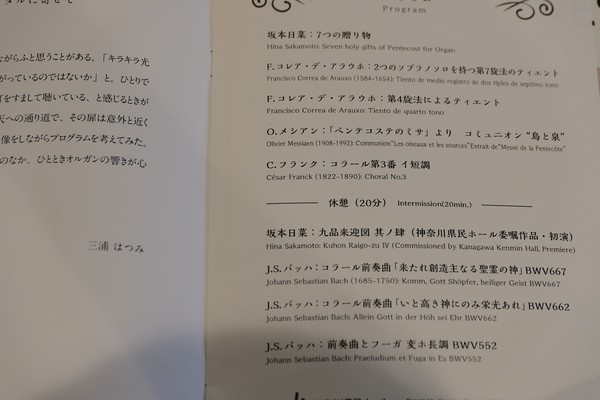 ダルに寄せて
ながらふと思うことがある。「キラキラ光
がっているのではないか」と。ひとりで
耳をすまして聴いている、と感じるときが
天への通り道で、その扉は意外と近く
像をしながらプログラムを考えてみた。
のなか、ひとときオルガンの響きが心
三浦 はつみ
Program
坂本日菜：7つの贈り物
Hina Sakamoto: Seven holy gifts of Pentecost for Organ
F.コレア・デ・アラウホ：2つのソプラノソロを持つ第7旋法のティエント
Francisco Correa de Arauxo (1584-1654): Tiento de medio registro de dos tiples de septimo tono
F.コレア・デ・アラウホ：第4旋法によるティエント
Francisco Correa de Arauxo: Tiento de quarto tono
O.メシアン：「ペンテコステのミサ」より コミュニオン“鳥と泉”
Olivier Messiaen (1908-1992): Communion"Les oiseaux et les sources"Extrait de"Messe de la Pentecôte"
C.フランク：コラール第3番 イ短調
César Franck (1822-1890): Choral No.3
休憩（20分） Intermission(20min.)
坂本日菜：九品来迎図 其ノ肆（神奈川県民ホール委嘱作品・初演）
Hina Sakamoto: Kuhon Raigo-zu IV (Commissioned by Kanagawa Kenmin Hall, Premiere)
J.S.バッハ：コラール前奏曲「来たれ創造主なる聖霊の神」BWV667
Johann Sebastian Bach (1685-1750): Komm, Gott Shöpfer, heiliger Geist BWV667
J.S.バッハ：コラール前奏曲「いと高き神にのみ栄光あれ」BWV662
Johann Sebastian Bach: Allein Gott in der Höh sei Ehr BWV662
J.S.バッハ：前奏曲とフーガ 変ホ長調 BWV552
Johann Sebastian Bach: Praeludium et Fuga in Es BWV552